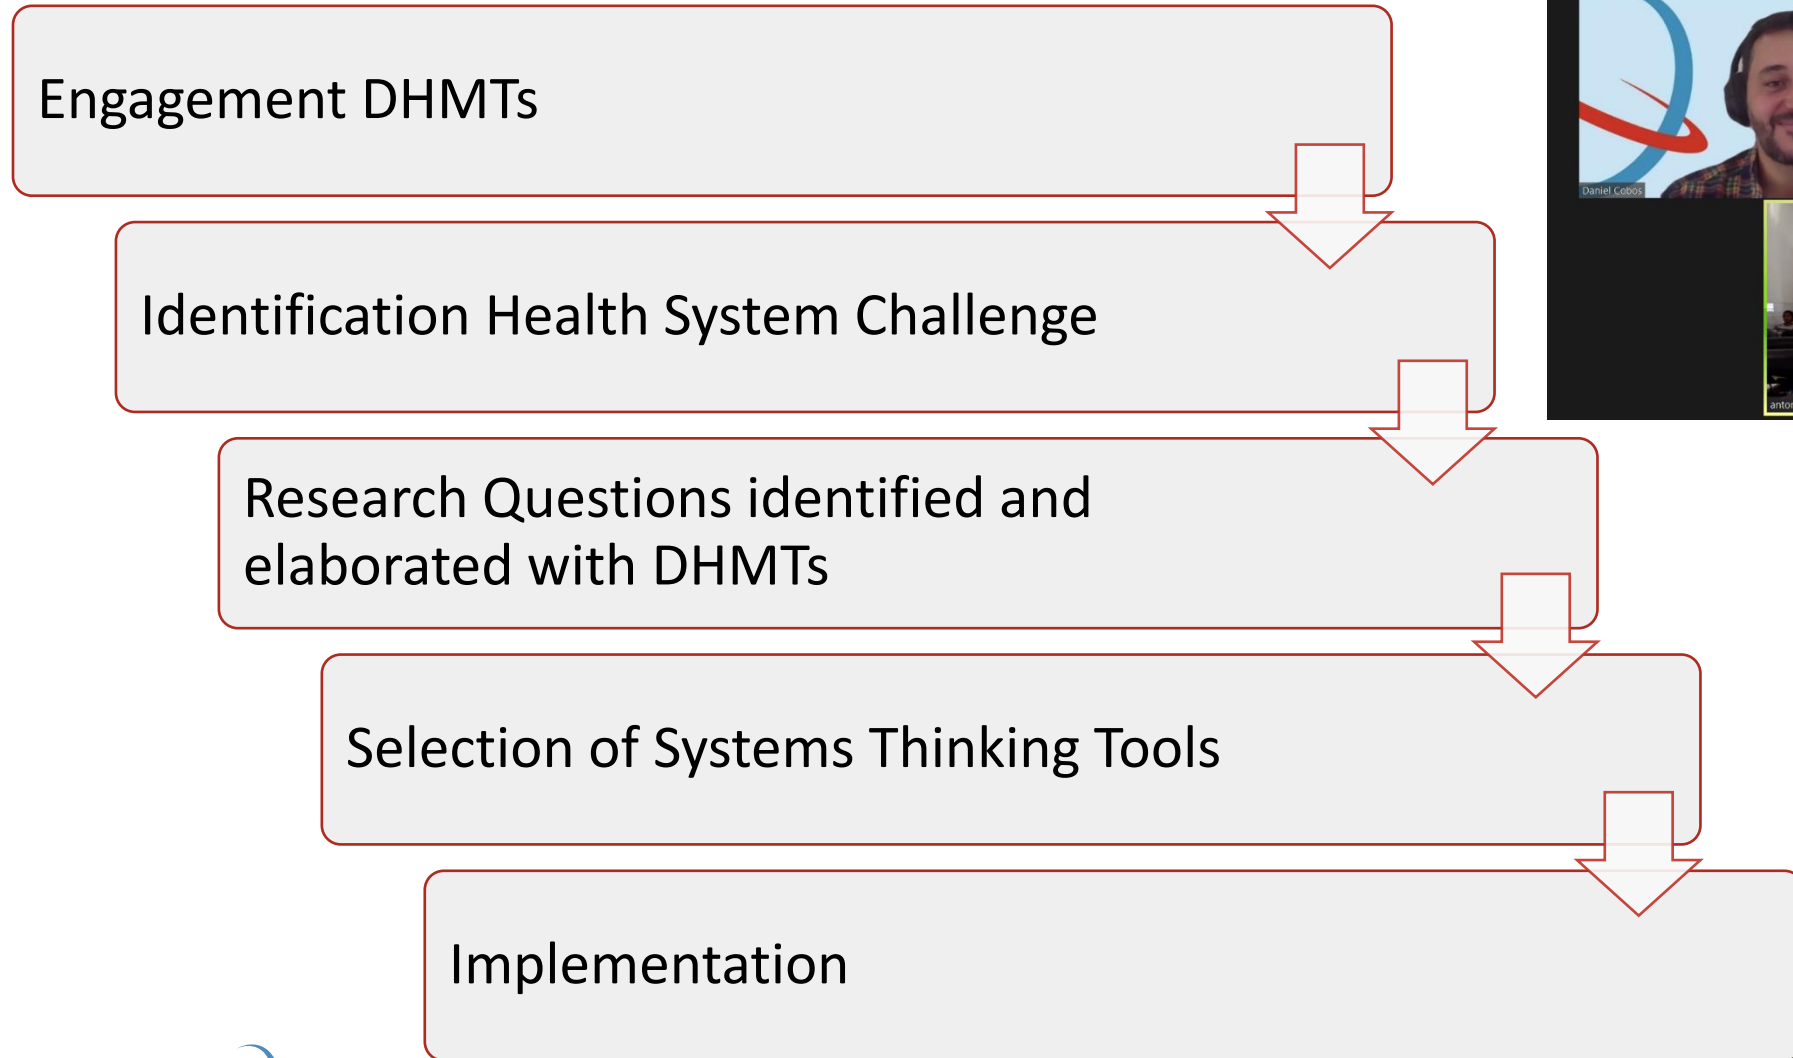 Engagement DHMTs
Daniel Cobos
Identification Health System Challenge
Research Questions identified and
elaborated with DHMTs
Selection of Systems Thinking Tools
Implementation